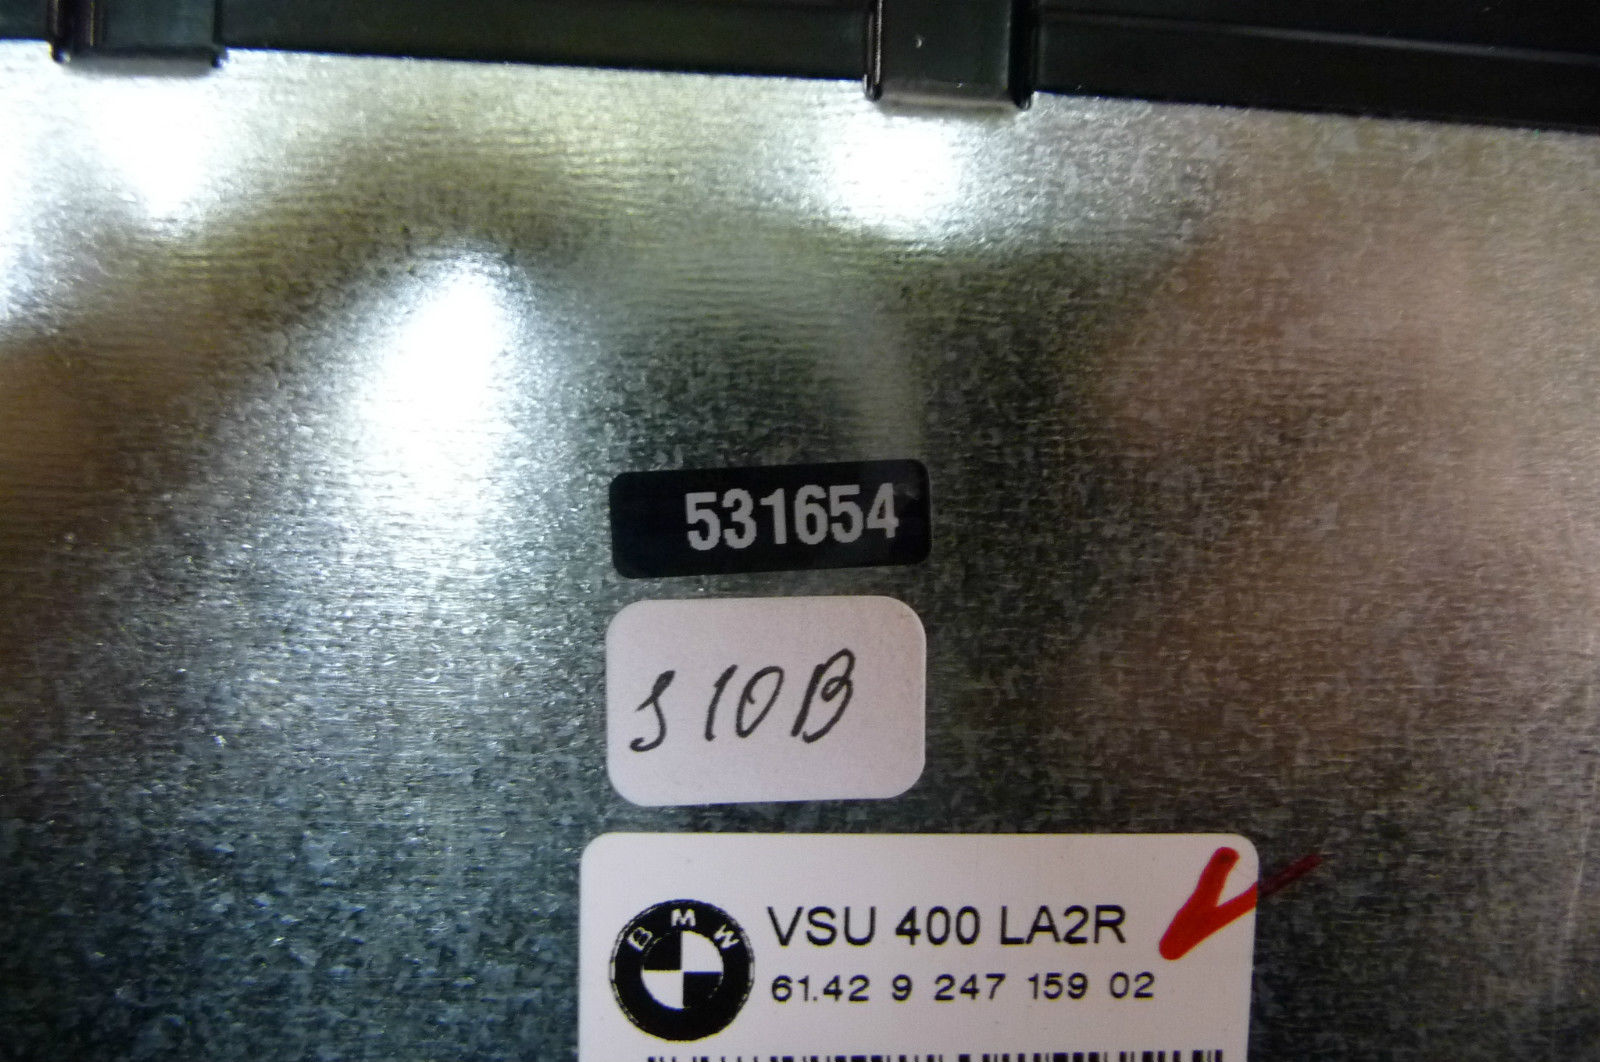 531654
S10B
BMW
VSU 400 LA2R
61.42 9 247 159 02